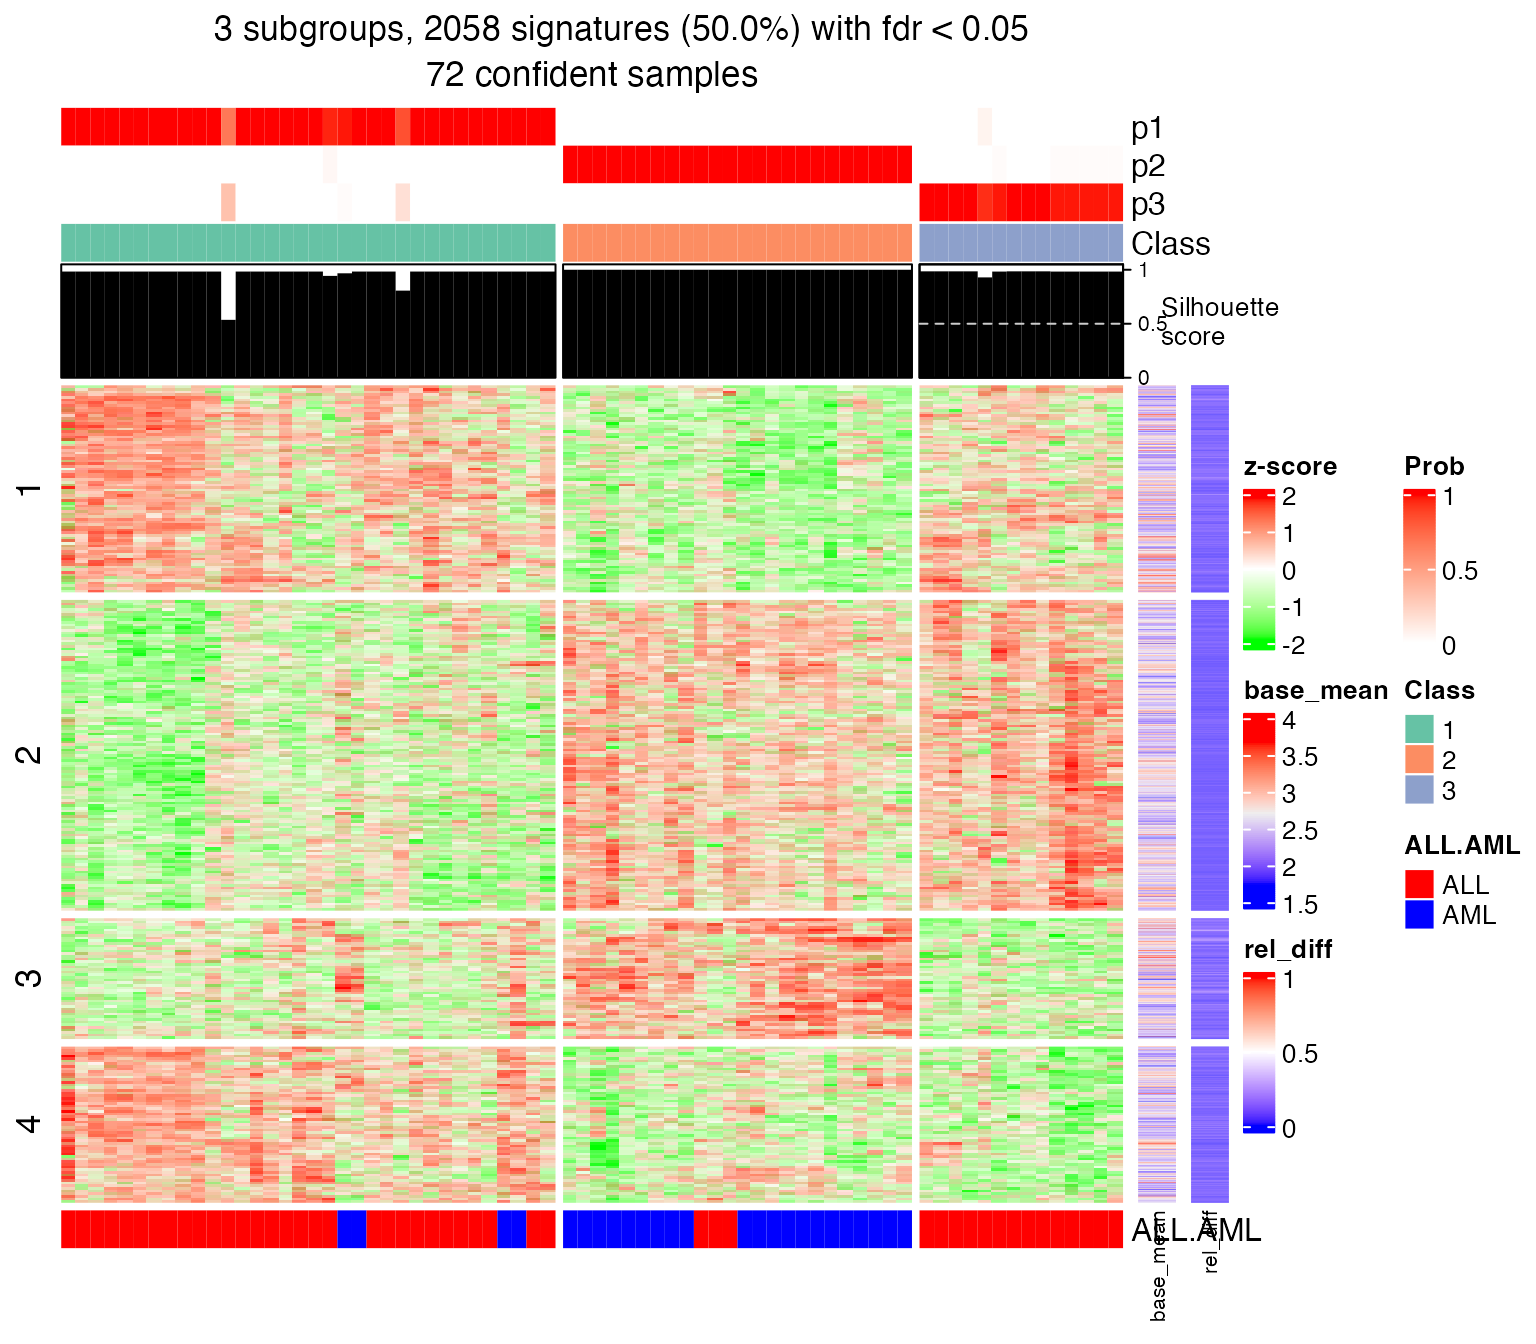 3 subgroups, 2058 signatures (50.0%) with fdr < 0.05
72 confident samples
p1
p2
p3
Class
1
0.5
0
Silhouette
score
1
2
3
4
z-score
2
1
0
-1
-2
Prob
1
0.5
0
base_mean
4
3.5
3
2.5
2
1.5
Class
1
2
3
ALL.AML
ALL
AML
rel_diff
1
0.5
0
ALL.AML
base_mean
rel_diff